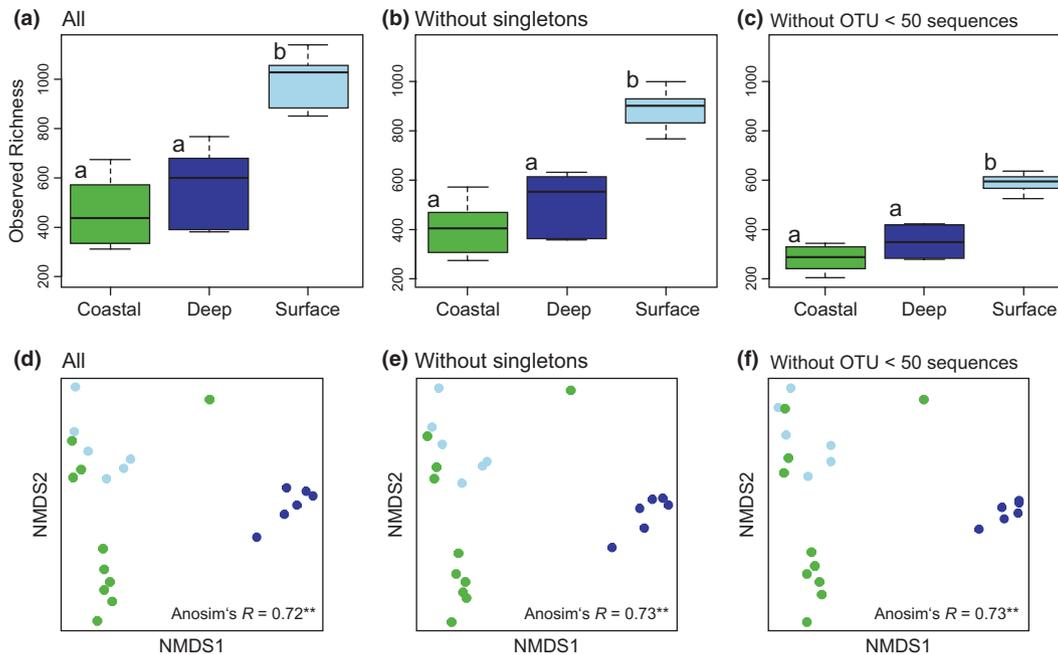 (a) All
(b) Without singletons
(c) Without OTU < 50 sequences
Observed Richness
200 400 600 800 1000
a a b
Coastal Deep Surface
200 400 600 800 1000
a a b
Coastal Deep Surface
200 400 600 800 1000
a a b
Coastal Deep Surface
(d) All
(e) Without singletons
(f) Without OTU < 50 sequences
NMDS2
Anosim‘s R = 0.72**
NMDS1
NMDS2
Anosim‘s R = 0.73**
NMDS1
NMDS2
Anosim‘s R = 0.73**
NMDS1